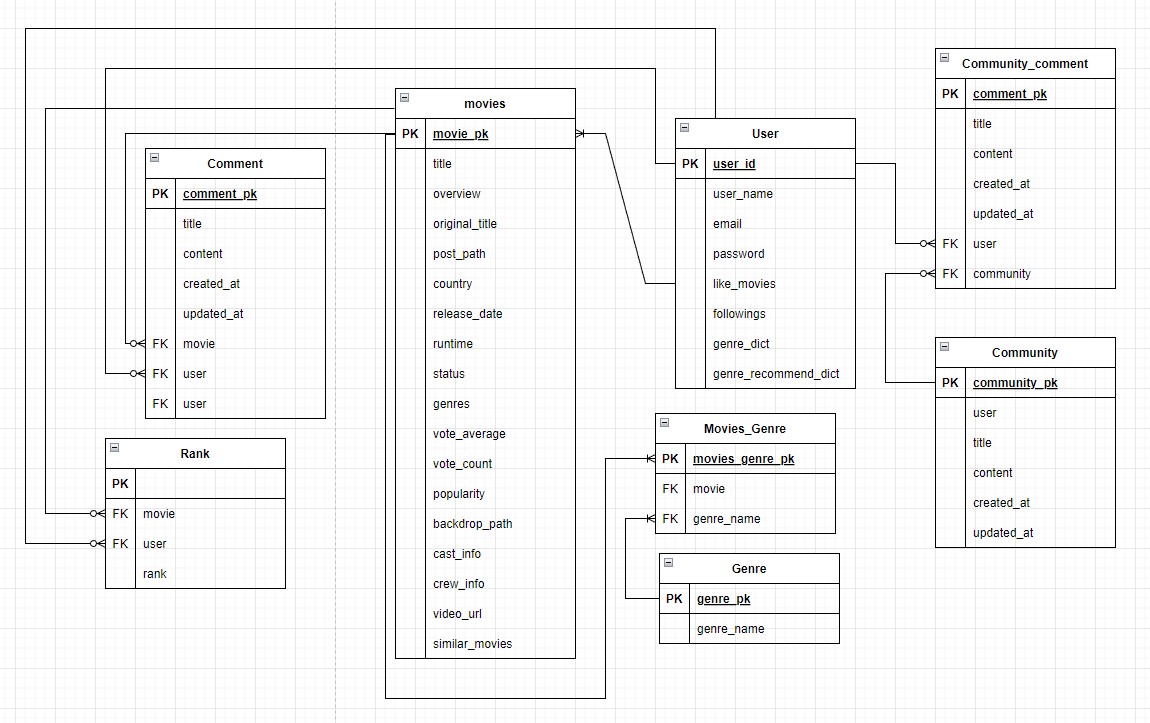 Comment
PK comment_pk
title
content
created_at
updated_at
FK movie
FK user
FK user
Rank
PK
FK movie
FK user
rank
movies
PK movie_pk
title
overview
original_title
post_path
country
release_date
runtime
status
genres
vote_average
vote_count
popularity
backdrop_path
cast_info
crew_info
video_url
similar_movies
User
PK user_id
user_name
email
password
like_movies
followings
genre_dict
genre_recommend_dict
Movies_Genre
PK movies_genre_pk
FK movie
FK genre_name
Genre
PK genre_pk
genre_name
Community_comment
PK comment_pk
title
content
created_at
updated_at
FK user
FK community
Community
PK community_pk
user
title
content
created_at
updated_at